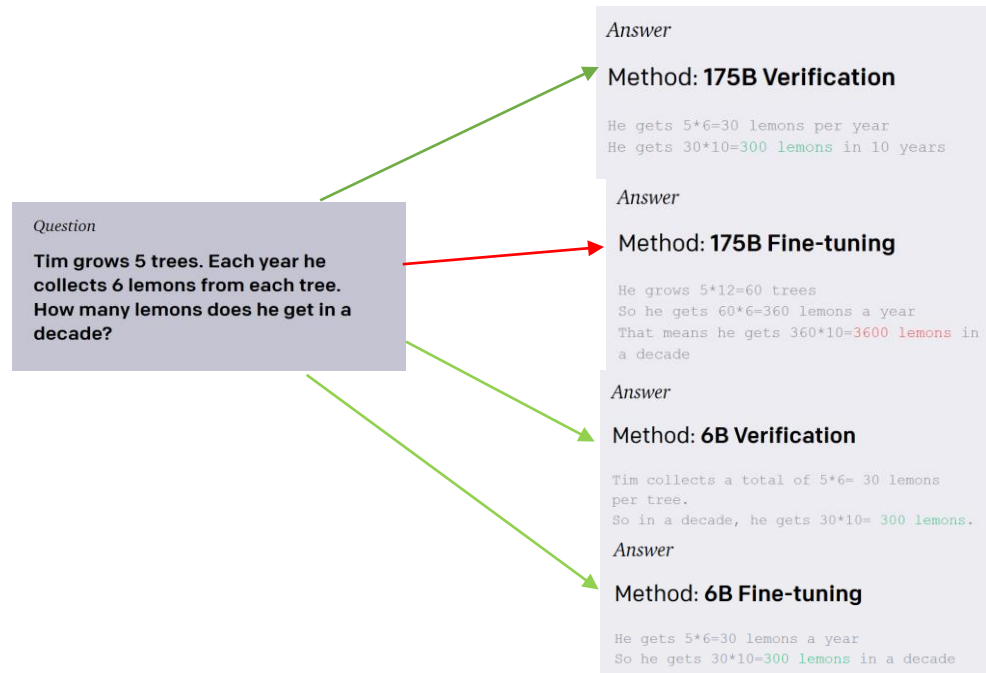 Question
Tim grows 5 trees. Each year he
collects 6 lemons from each tree.
How many lemons does he get in a
decade?
Answer
Method: 175B Verification
He gets 5*6=30 lemons per year
He gets 30*10=300 lemons in 10 years
Answer
Method: 175B Fine-tuning
He grows 5*12=60 trees
So he gets 60*6=360 lemons a year
That means he gets 360*10=3600 lemons in
a decade
Answer
Method: 6B Verification
Tim collects a total of 5*6= 30 lemons
per tree.
So in a decade, he gets 30*10= 300 lemons.
Answer
Method: 6B Fine-tuning
He gets 5*6=30 lemons a year
So he gets 30*10=300 lemons in a decade